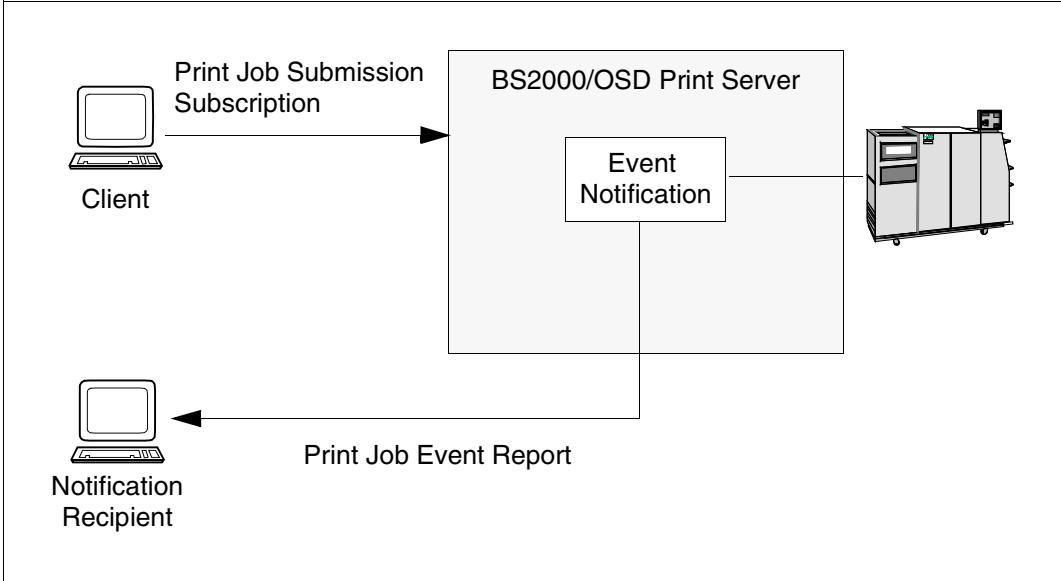 Print Job Submission
Subscription
BS2000/OSD Print Server
Event
Notification
Client
Print Job Event Report
Notification
Recipient